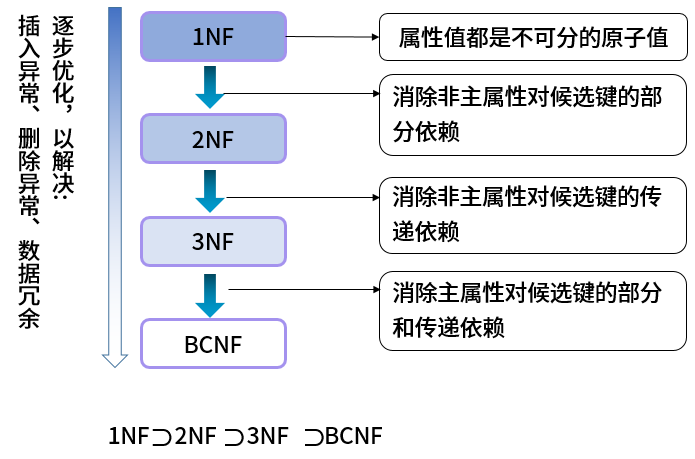 逐步优化，以解决:
插入异常、删除异常、数据冗余
1NF
属性值都是不可分的原子值
消除非主属性对候选键的部
分依赖
2NF
消除非主属性对候选键的传
递依赖
3NF
消除主属性对候选键的部分
和传递依赖
BCNF
1NF⊃2NF ⊃3NF ⊃BCNF